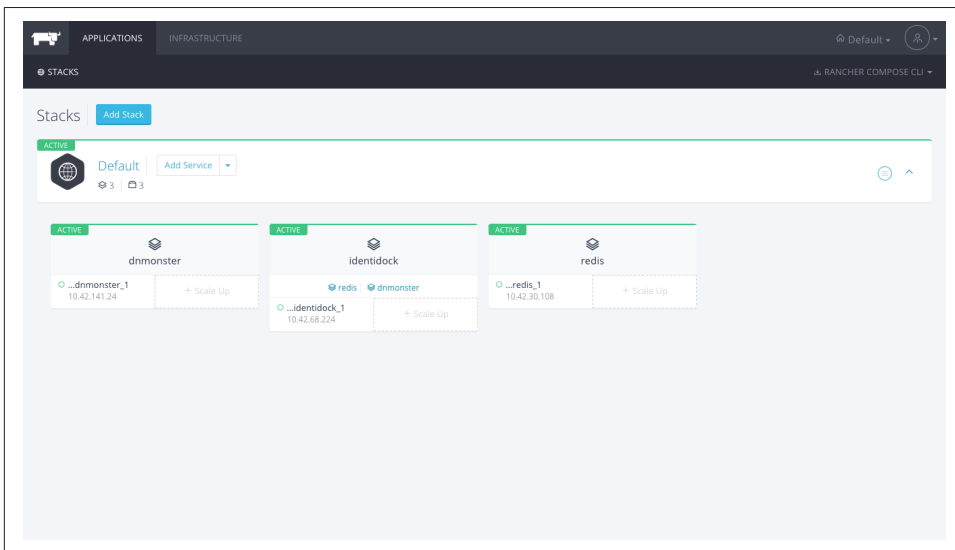 APPLICATIONS INFRASTRUCTURE Default
STACKS RANCHER COMPOSE CLI
Stacks Add Stack
ACTIVE
Default Add Service
3 3
ACTIVE ACTIVE ACTIVE
dnmonster identidock redis
...dnmonster_1 + Scale Up redis dnmonster ...redis_1 + Scale Up
10.42.141.24 10.42.30.108
...identidock_1 + Scale Up
10.42.68.224